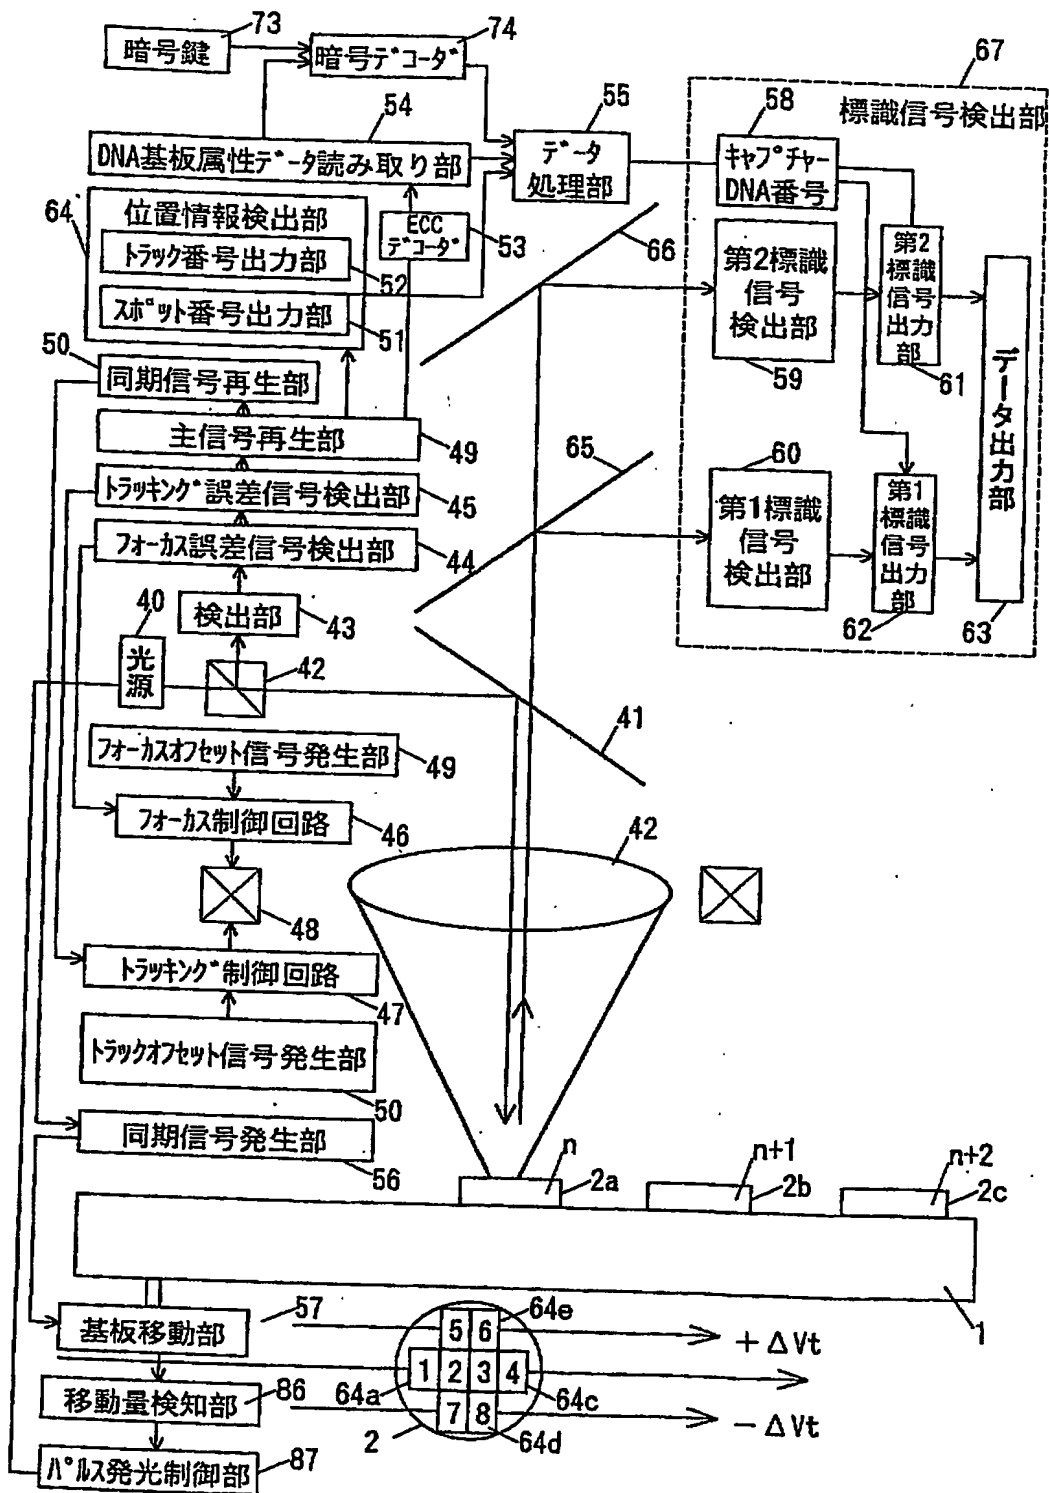 73
暗号鍵
74
暗号デコーダ
54
DNA基板属性データ読み取り部
55
データ
処理部
67
標識信号検出部
58
キャプチャー
DNA番号
64
位置情報検出部
トラック番号出力部
52
スポット番号出力部
51
ECC
デコーダ
53
66
第2標識
信号
検出部
59
第2
標識
信号
出力
部
61
データ出力部
63
50
同期信号再生部
主信号再生部
49
トラッキング誤差信号検出部
45
フォーカス誤差信号検出部
44
65
60
第1標識
信号
検出部
第1
標識
信号
出力
部
62
40
光源
検出部
43
42
41
フォーカスオフセット信号発生部
49
フォーカス制御回路
46
42
48
トラッキング制御回路
47
トラックオフセット信号発生部
50
同期信号発生部
56
n
2a
n+1
2b
n+2
2c
1
基板移動部
57
移動量検知部
86
パルス発光制御部
87
64e
5 6
1 2 3 4
7 8
64a
64c
64d
2
+ΔVt
-ΔVt